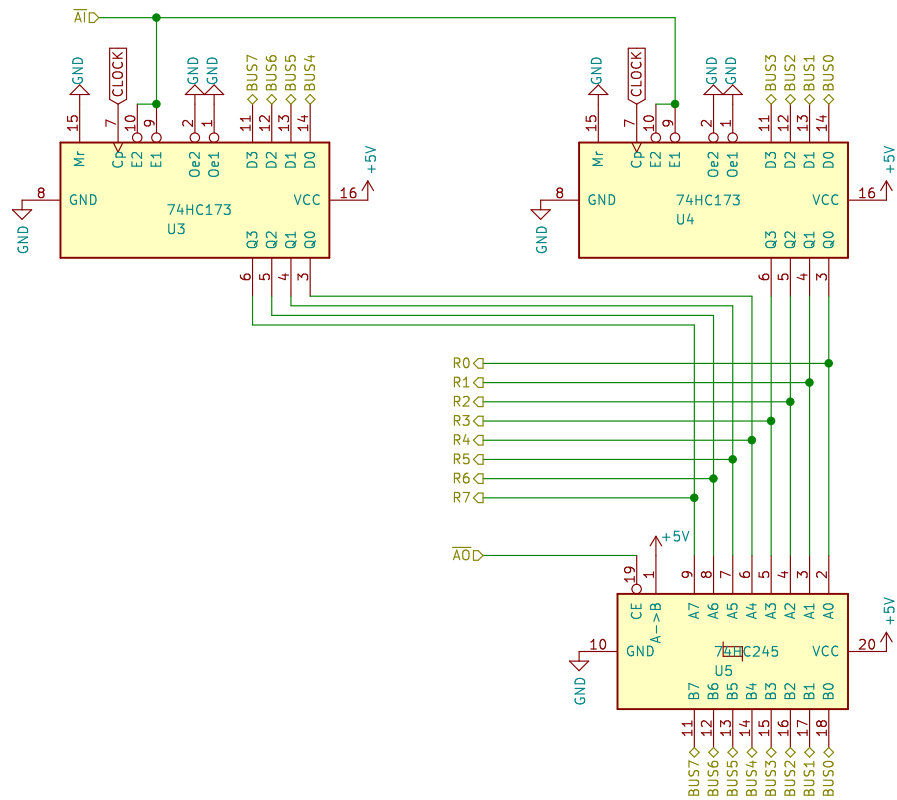 AI
GND CLOCK GND GND BUS7 BUS6 BUS5 BUS4
GND CLOCK GND GND BUS3 BUS2 BUS1 BUS0
15 7 10 9 2 1 11 12 13 14
15 7 10 9 2 1 11 12 13 14
Mr Cp E2 E1 Oe2 Oe1 D3 D2 D1 D0 +5V
Mr Cp E2 E1 Oe2 Oe1 D3 D2 D1 D0 +5V
8 GND VCC 16
8 GND VCC 16
74HC173
U3
74HC173
U4
GND Q3 Q2 Q1 Q0
GND Q3 Q2 Q1 Q0
6 5 4 3
6 5 4 3
R0
R1
R2
R3
R4
R5
R6
R7
+5V
AO
19 1 9 8 7 6 5 4 3 2
CE A->B A7 A6 A5 A4 A3 A2 A1 A0 +5V
10 GND 74HC245 VCC 20
U5
GND B7 B6 B5 B4 B3 B2 B1 B0
11 12 13 14 15 16 17 18
BUS7 BUS6 BUS5 BUS4 BUS3 BUS2 BUS1 BUS0